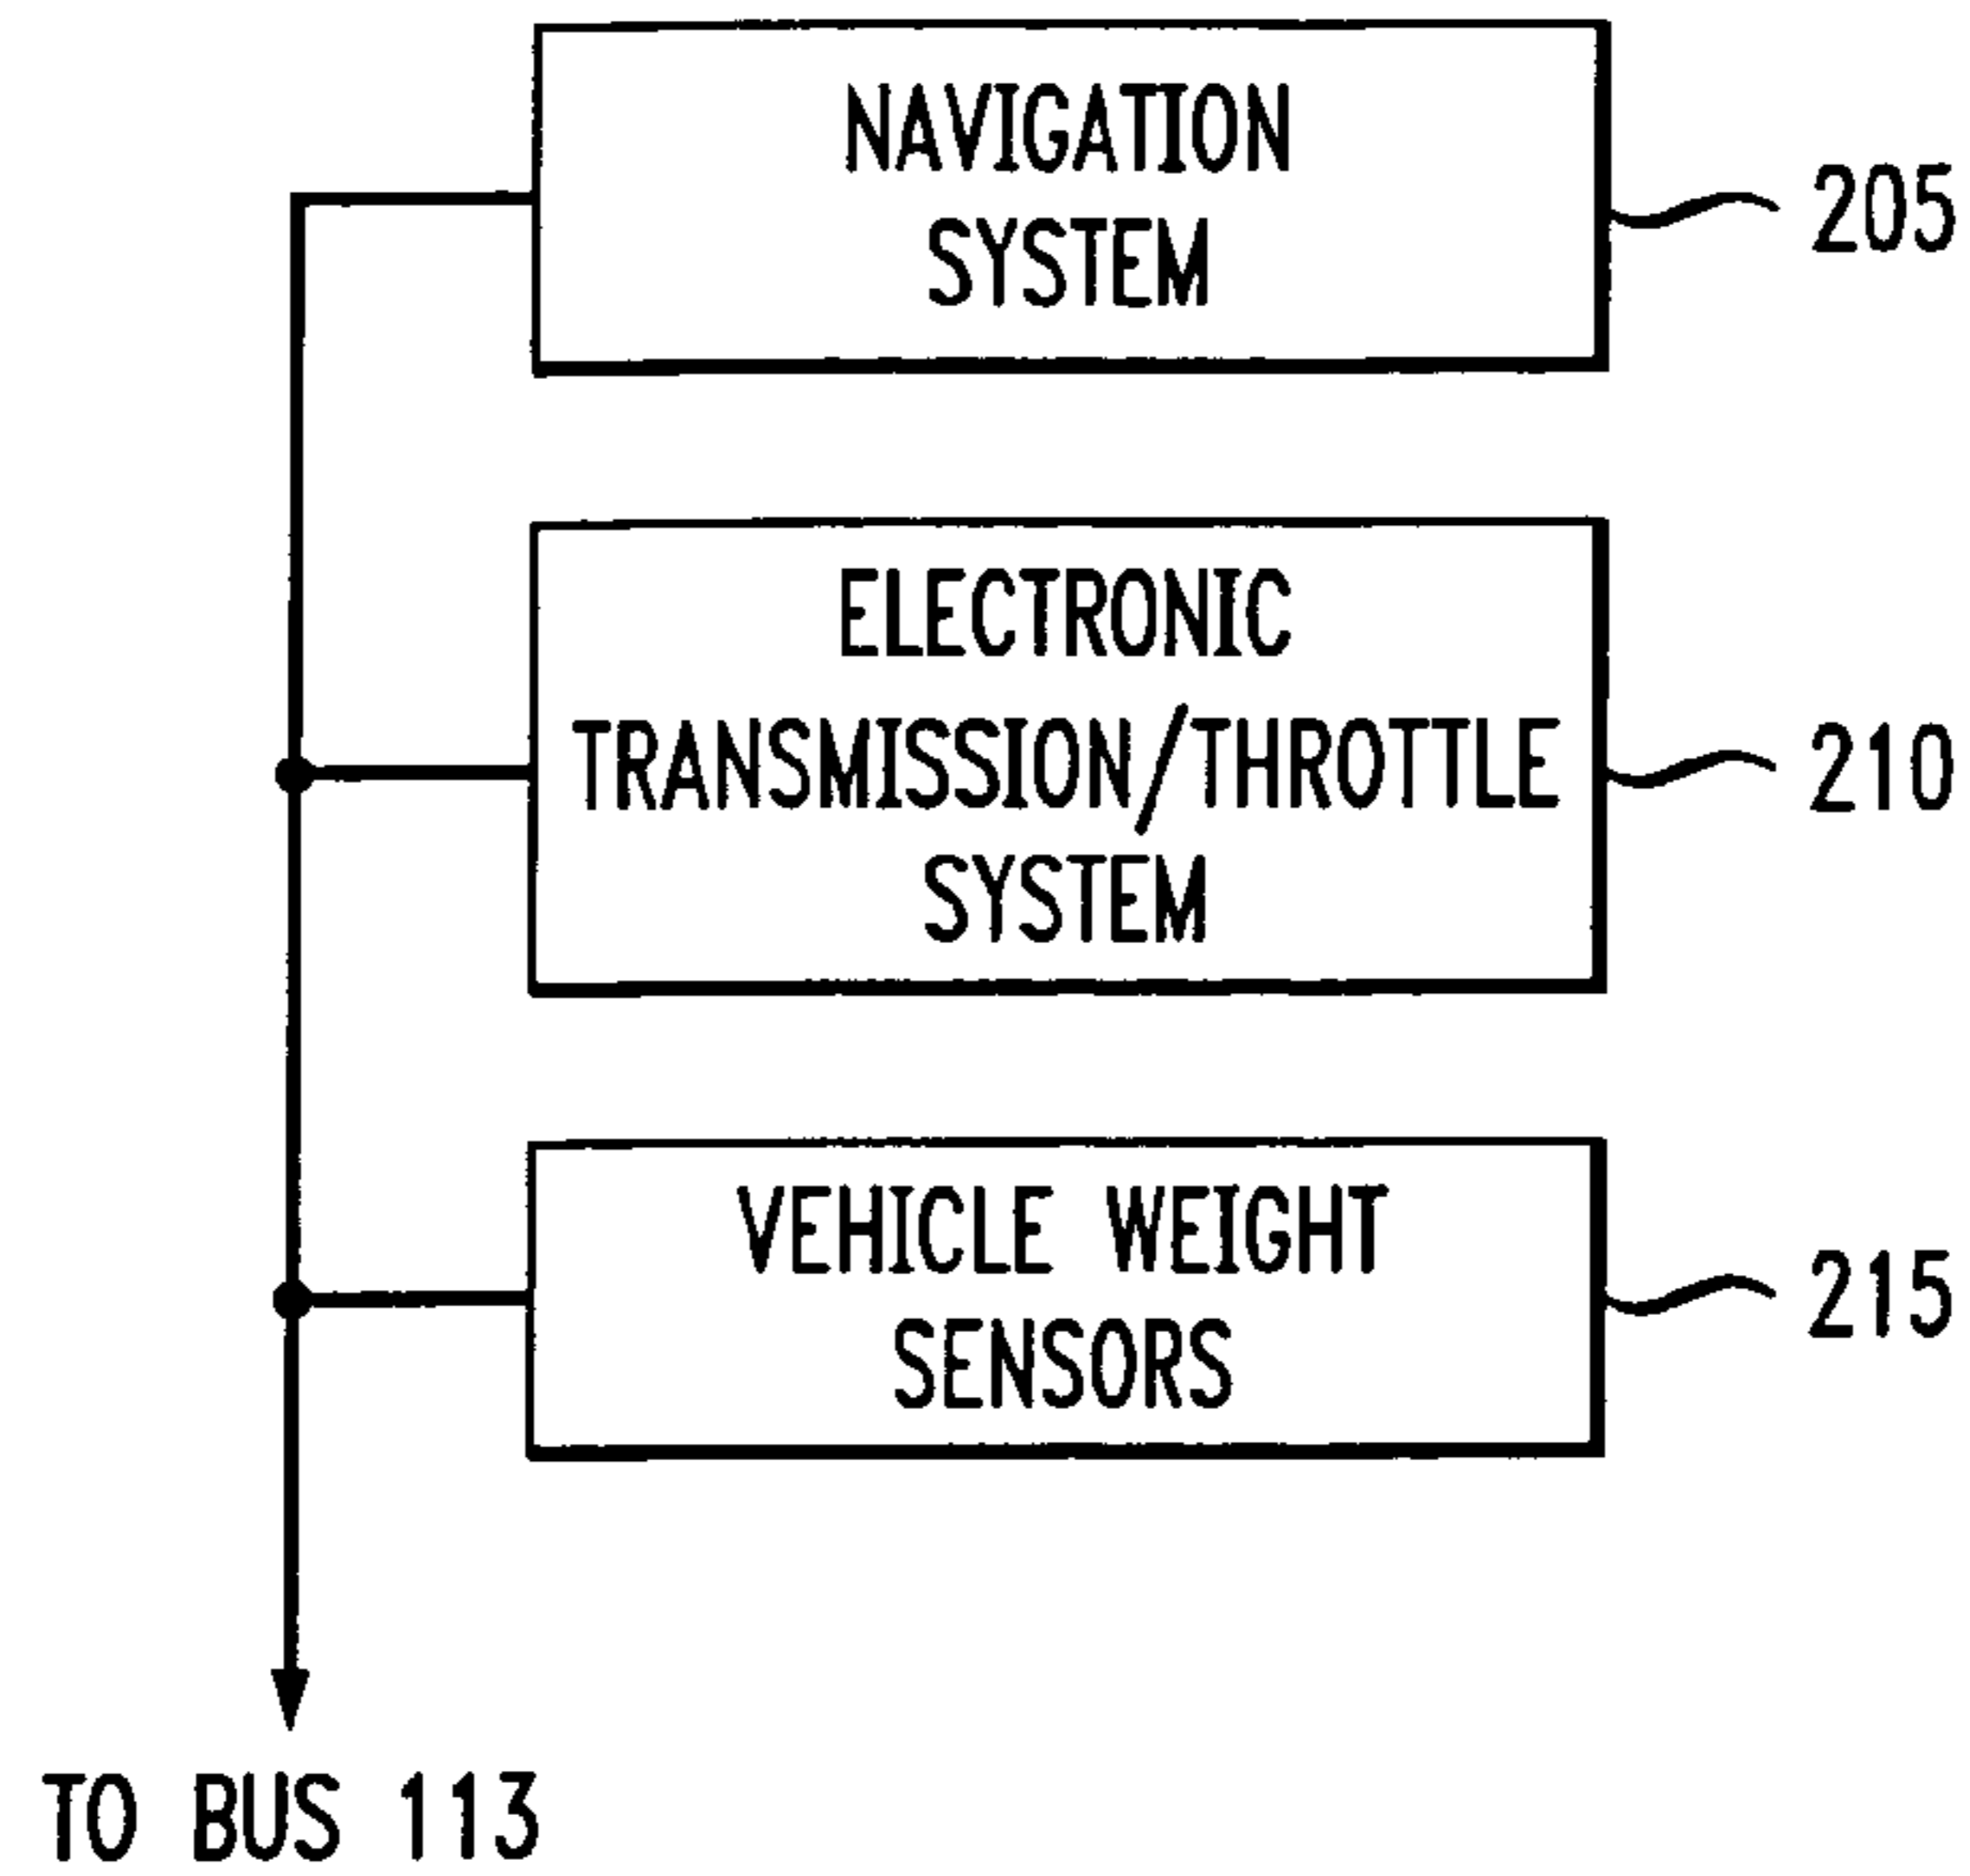 NAVIGATION
SYSTEM
205
ELECTRONIC
TRANSMISSION/THROTTLE
SYSTEM
210
VEHICLE WEIGHT
SENSORS
215
TO BUS 113